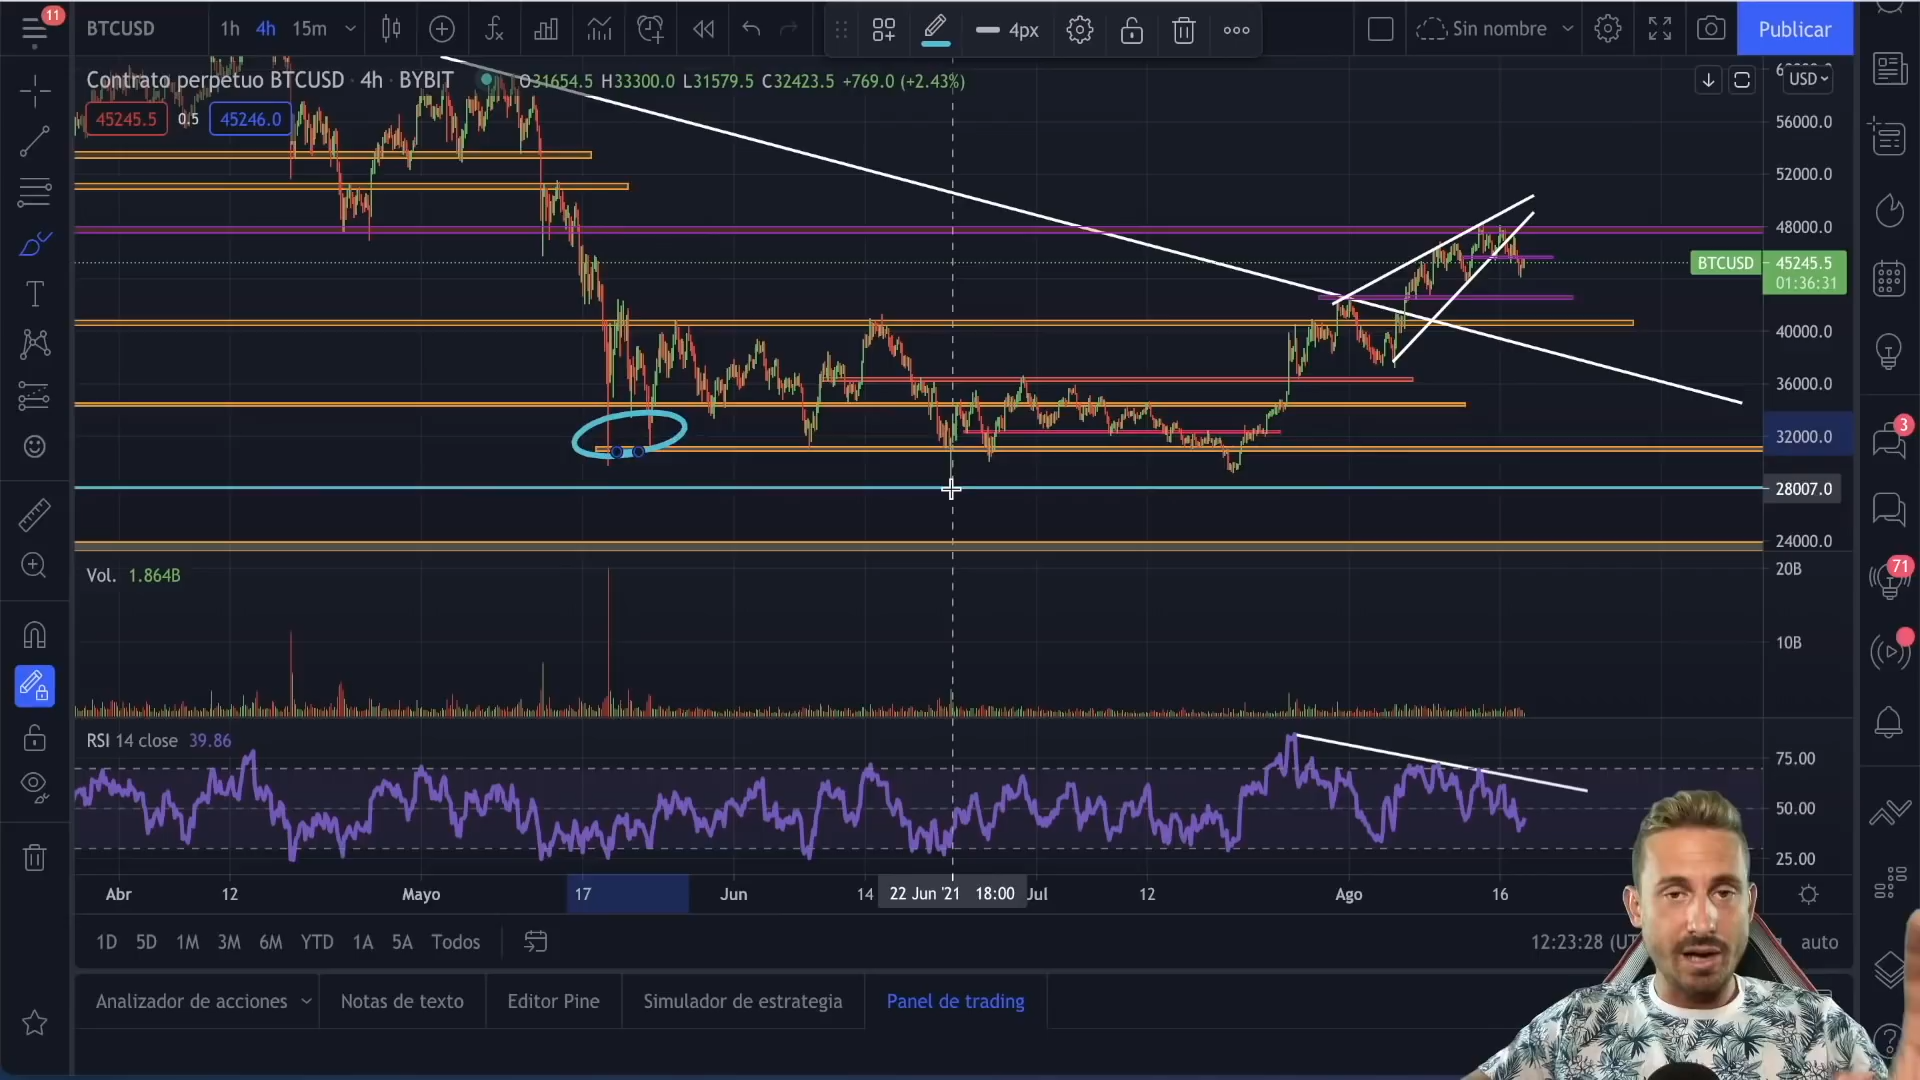 11
BTCUSD
1h 4h 15m
4px
Sin nombre
Publicar
Contrato perpetuo BTCUSD · 4h · BYBIT
O31654.5 H33300.0 L31579.5 C32423.5 +769.0 (+2.43%)
USD
45245.5 0.5 45246.0
56000.0
52000.0
48000.0
BTCUSD 45245.5
01:36:31
40000.0
36000.0
32000.0
28007.0
24000.0
3
71
Vol. 1.864B
20B
10B
RSI 14 close 39.86
75.00
50.00
25.00
Abr 12 Mayo 17 Jun 14 22 Jun '21 18:00 Jul 12 Ago 16
1D 5D 1M 3M 6M YTD 1A 5A Todos
12:23:28 (UT
auto
Analizador de acciones Notas de texto Editor Pine Simulador de estrategia Panel de trading